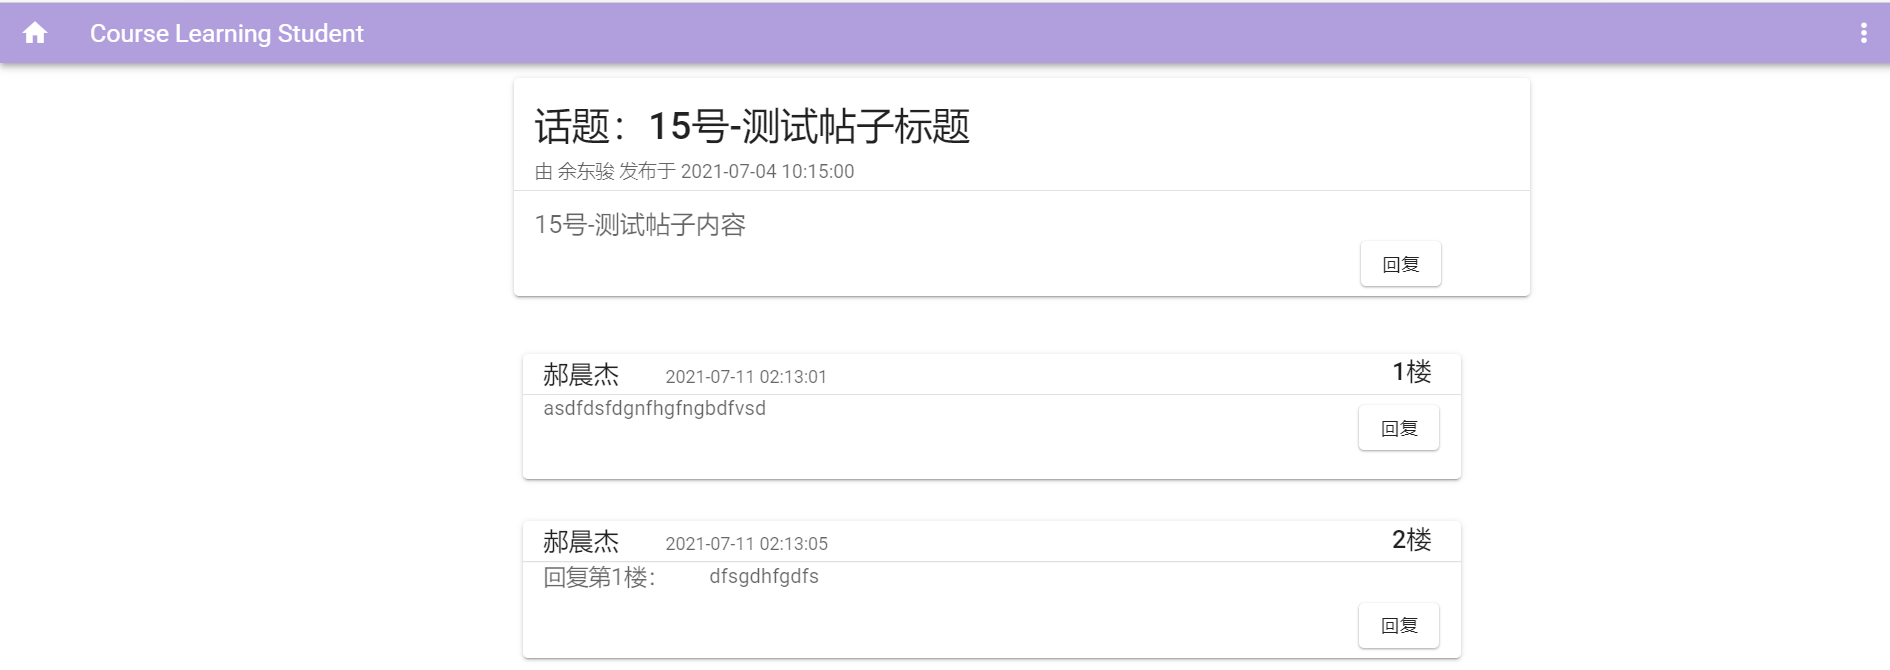 Course Learning Student
话题：15号-测试帖子标题
由 余东骏 发布于 2021-07-04 10:15:00
15号-测试帖子内容
回复
郝晨杰 2021-07-11 02:13:01 1楼
asdfdsfdgnfhgfngbdfvsd
回复
郝晨杰 2021-07-11 02:13:05 2楼
回复第1楼： dfsgdhfgdfs
回复